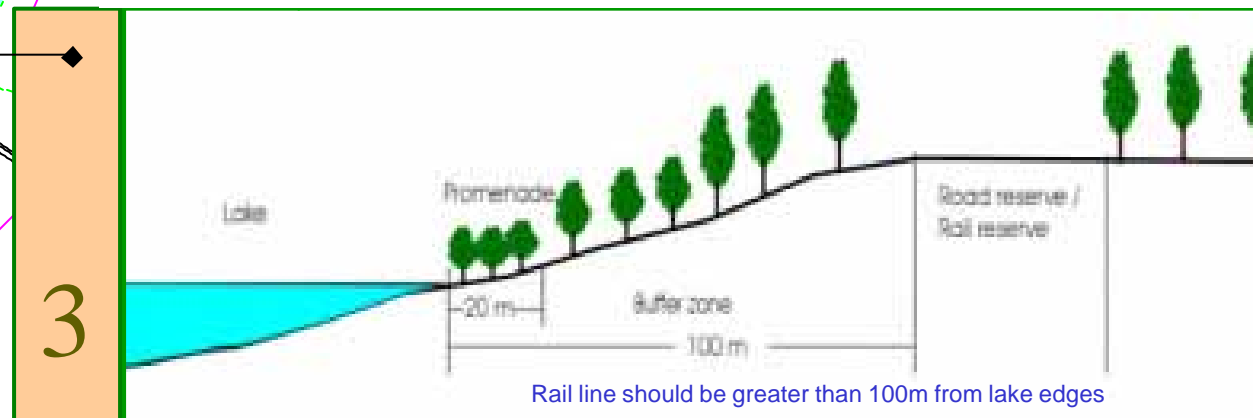 3
Lake
Promenade
Road reserve /
Rail reserve
20 m
Buffer zone
100 m
Rail line should be greater than 100m from lake edges